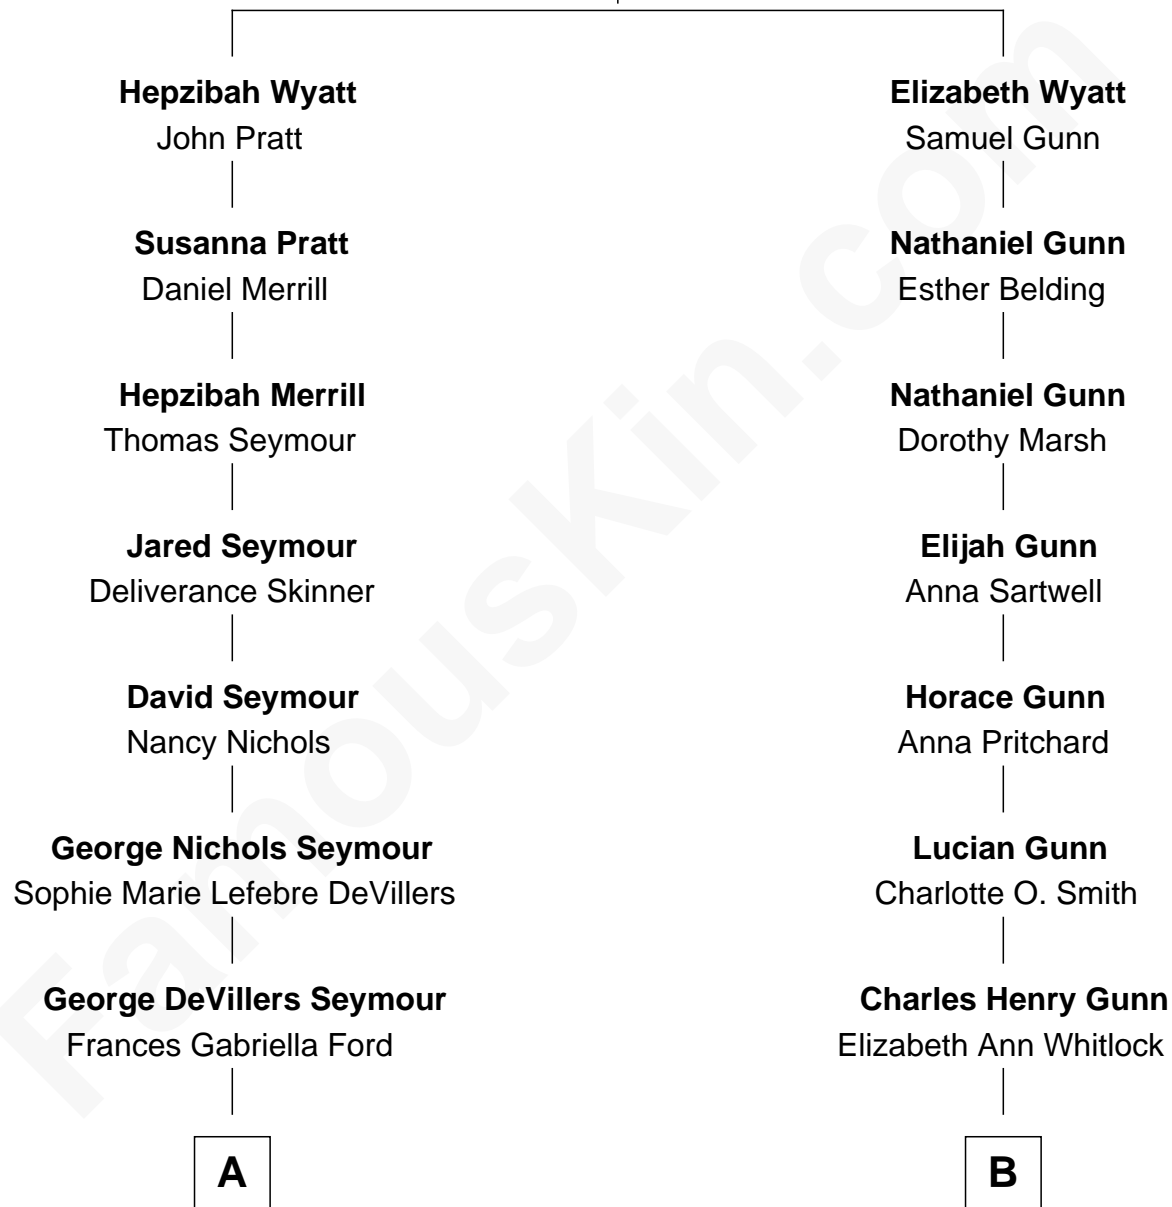 Hepzibah Wyatt
John Pratt
Susanna Pratt
Daniel Merrill
Hepzibah Merrill
Thomas Seymour
Jared Seymour
Deliverance Skinner
David Seymour
Nancy Nichols
George Nichols Seymour
Sophie Marie Lefebre DeVillers
George DeVillers Seymour
Frances Gabriella Ford
A
Elizabeth Wyatt
Samuel Gunn
Nathaniel Gunn
Esther Belding
Nathaniel Gunn
Dorothy Marsh
Elijah Gunn
Anna Sartwell
Horace Gunn
Anna Pritchard
Lucian Gunn
Charlotte O. Smith
Charles Henry Gunn
Elizabeth Ann Whitlock
B
FamousKin.com